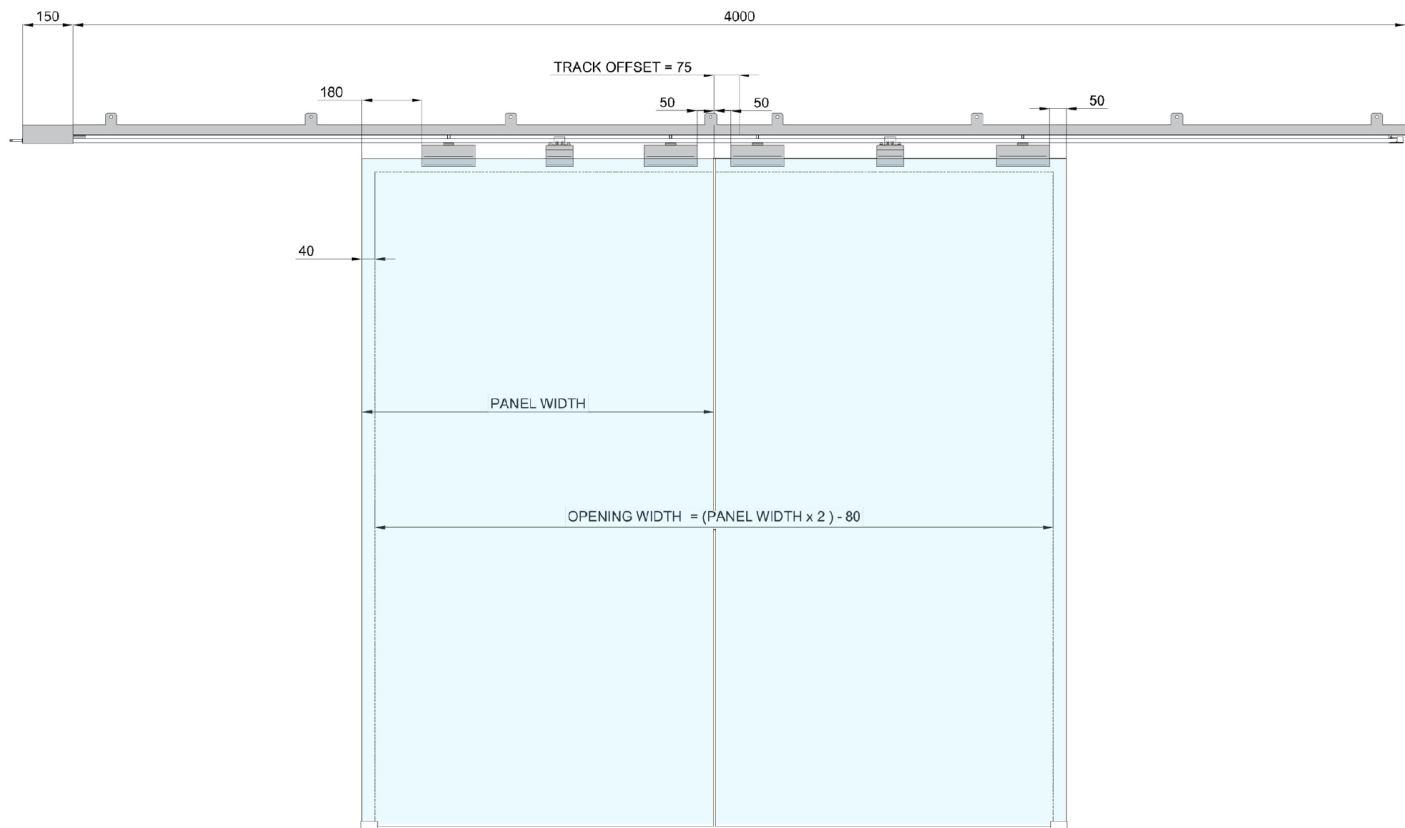 150
4000
TRACK OFFSET = 75
180
50
50
50
40
PANEL WIDTH
OPENING WIDTH = (PANEL WIDTH x 2 ) - 80